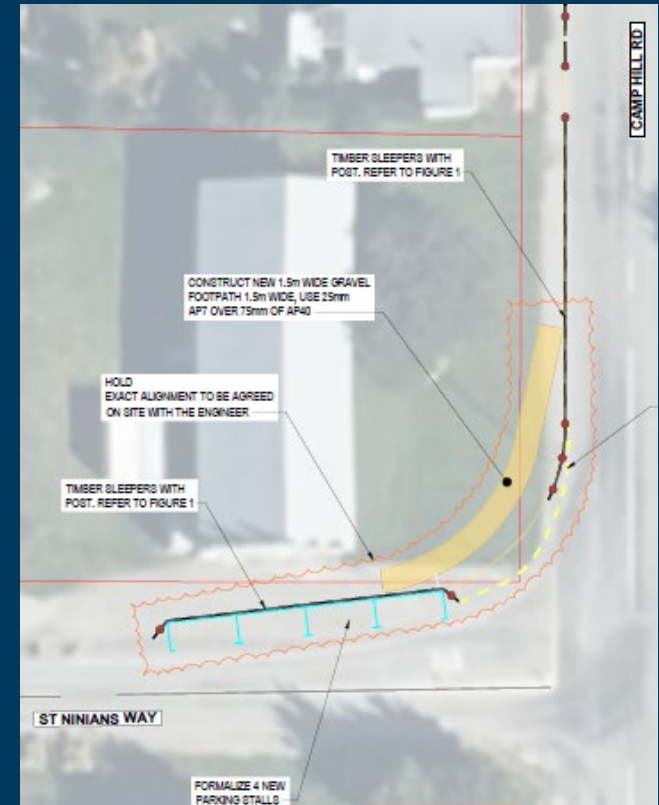 CAMP HILL RD
TIMBER SLEEPERS WITH
POST. REFER TO FIGURE 1
CONSTRUCT NEW 1.5m WIDE GRAVEL
FOOTPATH 1.5m WIDE, USE 25mm
AP7 OVER 75mm OF AP40
HOLD
EXACT ALIGNMENT TO BE AGREED
ON SITE WITH THE ENGINEER
TIMBER SLEEPERS WITH
POST. REFER TO FIGURE 1
ST NINIANS WAY
FORMALIZE 4 NEW
PARKING STALLS